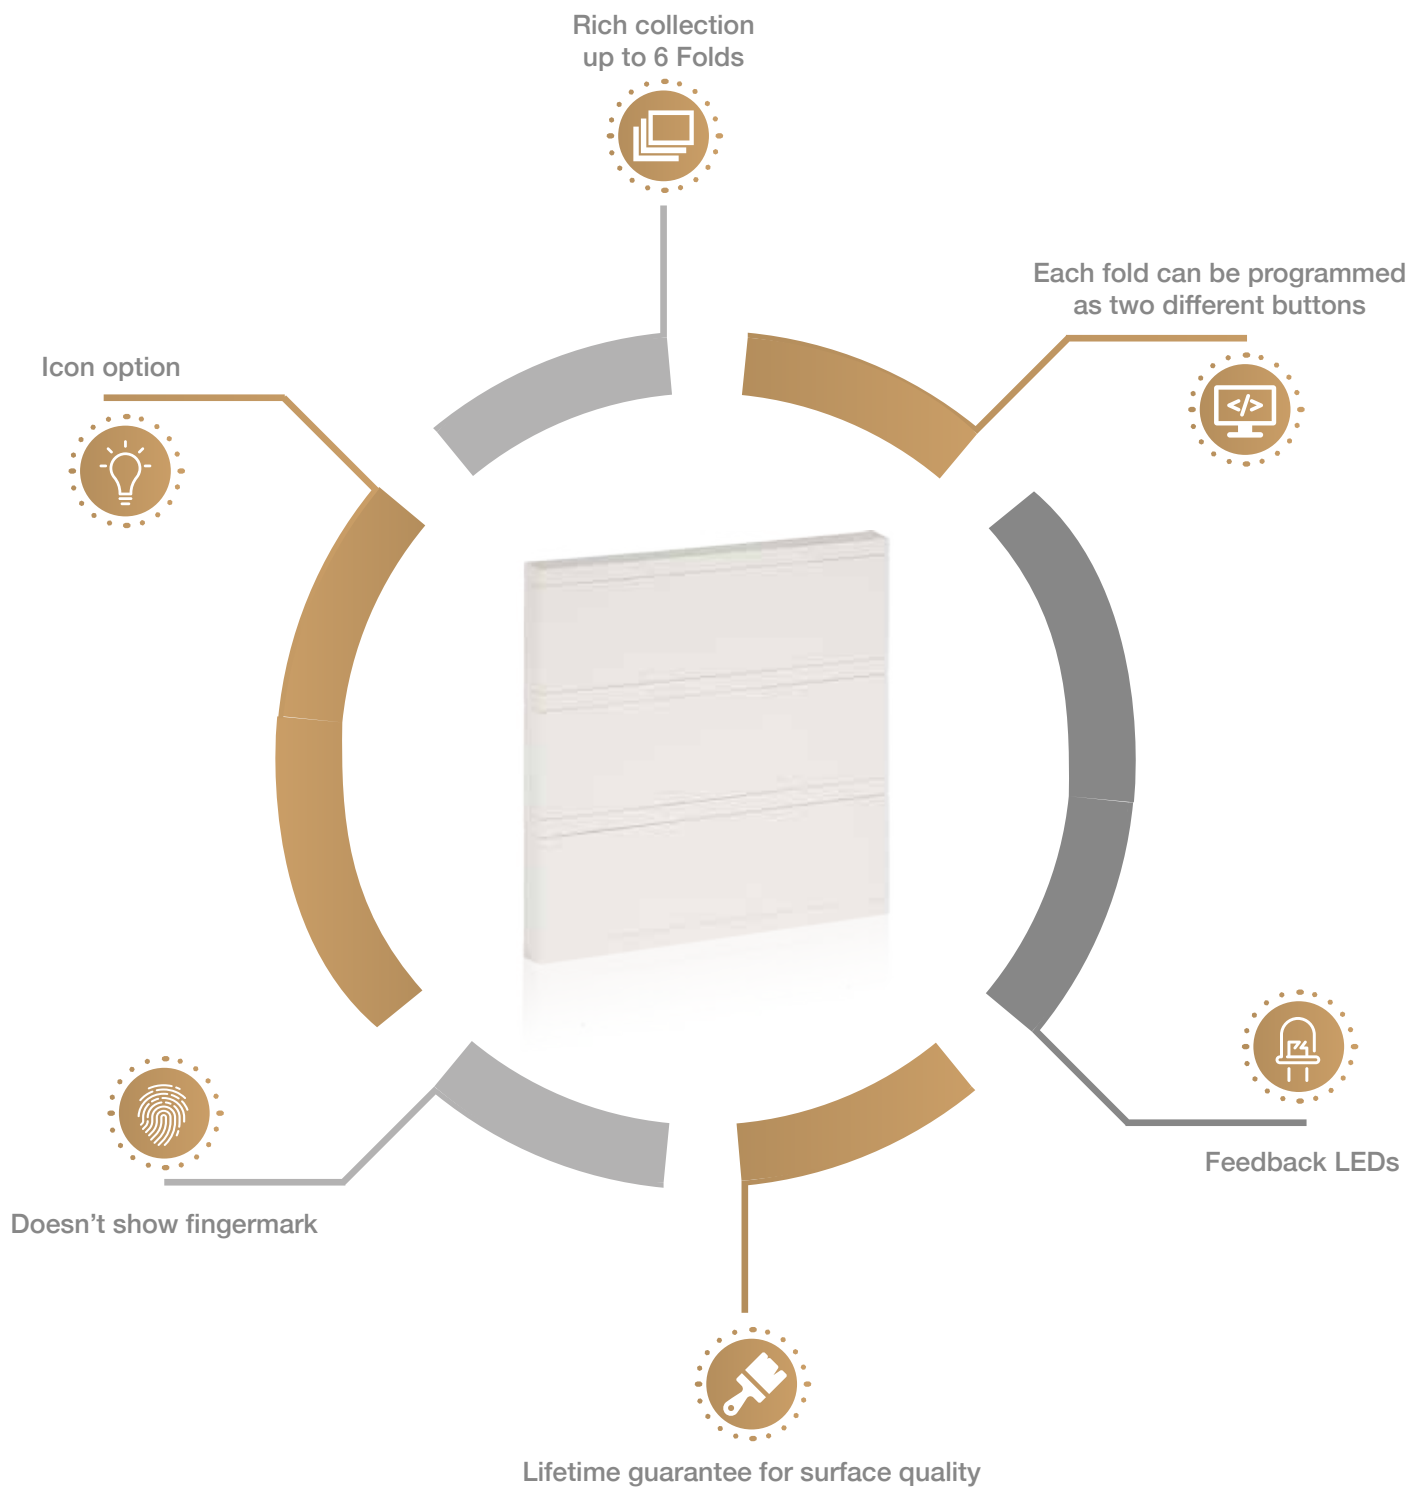 Rich collection
up to 6 Folds
Each fold can be programmed
as two different buttons
Icon option
</>
Feedback LEDs
Doesn’t show fingermark
Lifetime guarantee for surface quality